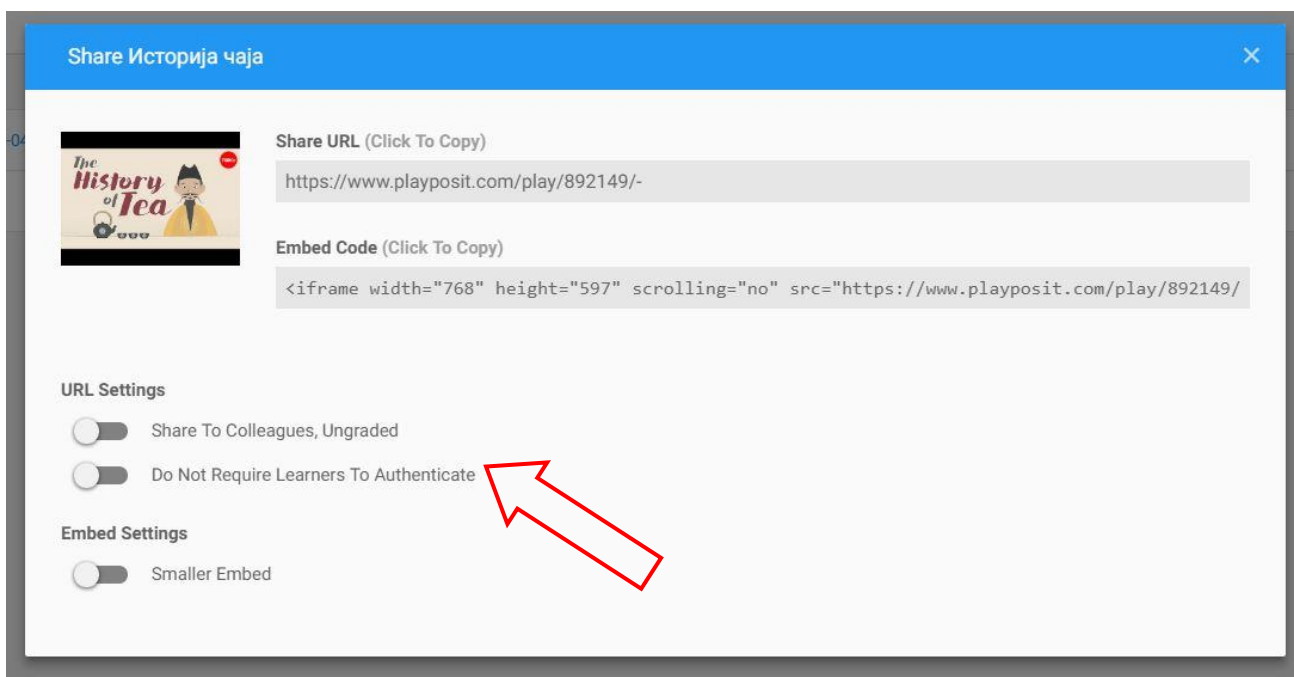 Share Историја чаја
-04
The
History
of Tea
Share URL (Click To Copy)
https://www.playposit.com/play/892149/-
Embed Code (Click To Copy)
<iframe width="768" height="597" scrolling="no" src="https://www.playposit.com/play/892149/
URL Settings
Share To Colleagues, Ungraded
Do Not Require Learners To Authenticate
Embed Settings
Smaller Embed